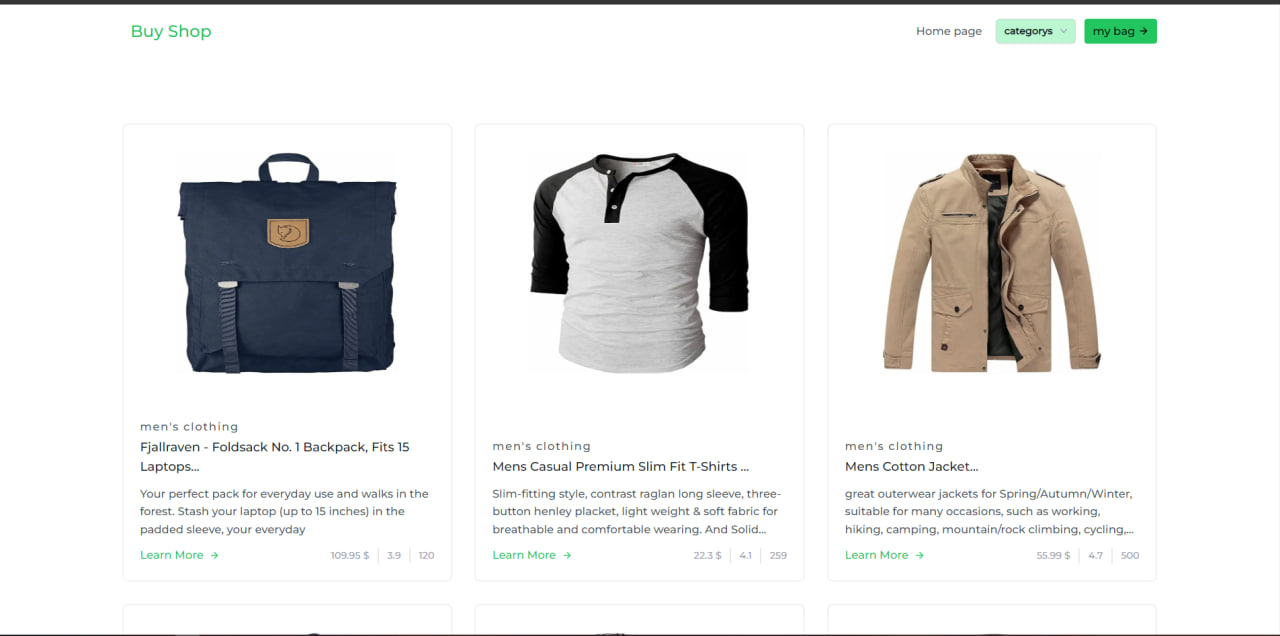 Buy Shop
Home page
categorys
my bag →
men's clothing
Fjallraven - Foldsack No. 1 Backpack, Fits 15
Laptops...
Your perfect pack for everyday use and walks in the
forest. Stash your laptop (up to 15 inches) in the
padded sleeve, your everyday
Learn More →
109.95 $
3.9
120
men's clothing
Mens Casual Premium Slim Fit T-Shirts ...
Slim-fitting style, contrast raglan long sleeve, three-
button henley placket, light weight & soft fabric for
breathable and comfortable wearing. And Solid...
Learn More →
22.3 $
4.1
259
men's clothing
Mens Cotton Jacket...
great outerwear jackets for Spring/Autumn/Winter,
suitable for many occasions, such as working,
hiking, camping, mountain/rock climbing, cycling,...
Learn More →
55.99 $
4.7
500